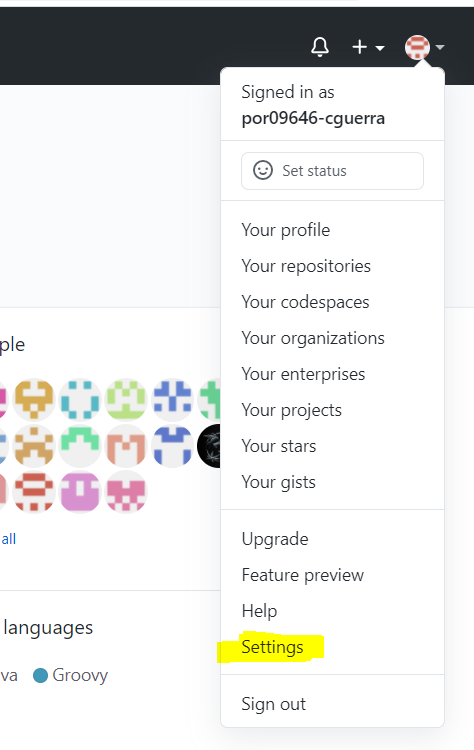 Signed in as
por09646-cguerra
Set status
Your profile
Your repositories
Your codespaces
Your organizations
Your enterprises
Your projects
Your stars
Your gists
Upgrade
Feature preview
Help
Settings
Sign out
ple
all
languages
va Groovy